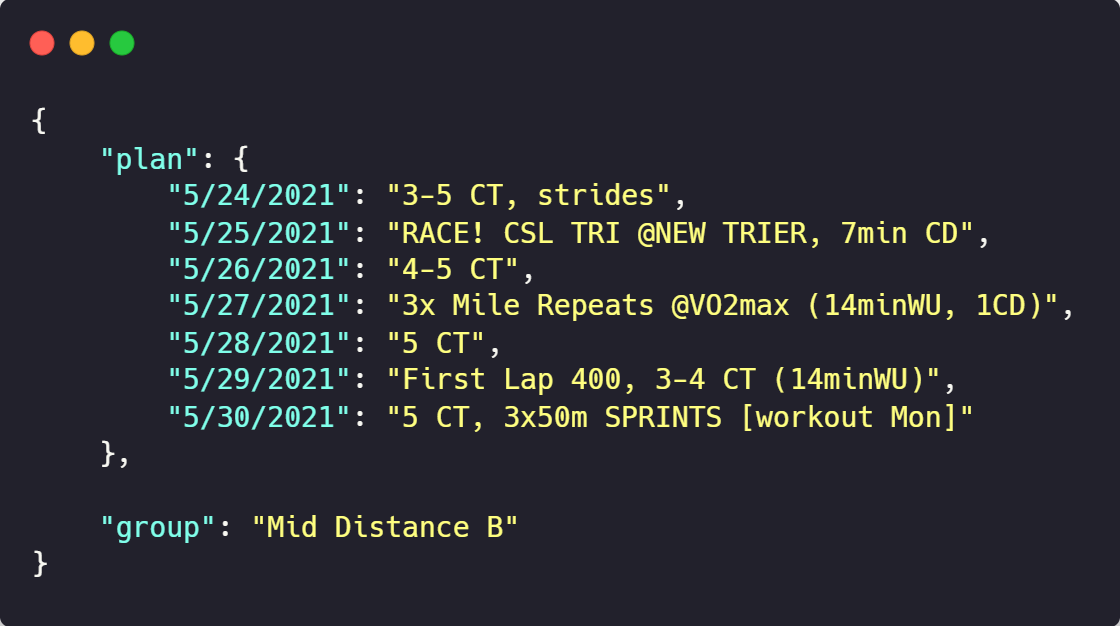 {
    "plan": {
        "5/24/2021": "3-5 CT, strides",
        "5/25/2021": "RACE! CSL TRI @NEW TRIER, 7min CD",
        "5/26/2021": "4-5 CT",
        "5/27/2021": "3x Mile Repeats @VO2max (14minWU, 1CD)",
        "5/28/2021": "5 CT",
        "5/29/2021": "First Lap 400, 3-4 CT (14minWU)",
        "5/30/2021": "5 CT, 3x50m SPRINTS [workout Mon]"
    },
    "group": "Mid Distance B"
}